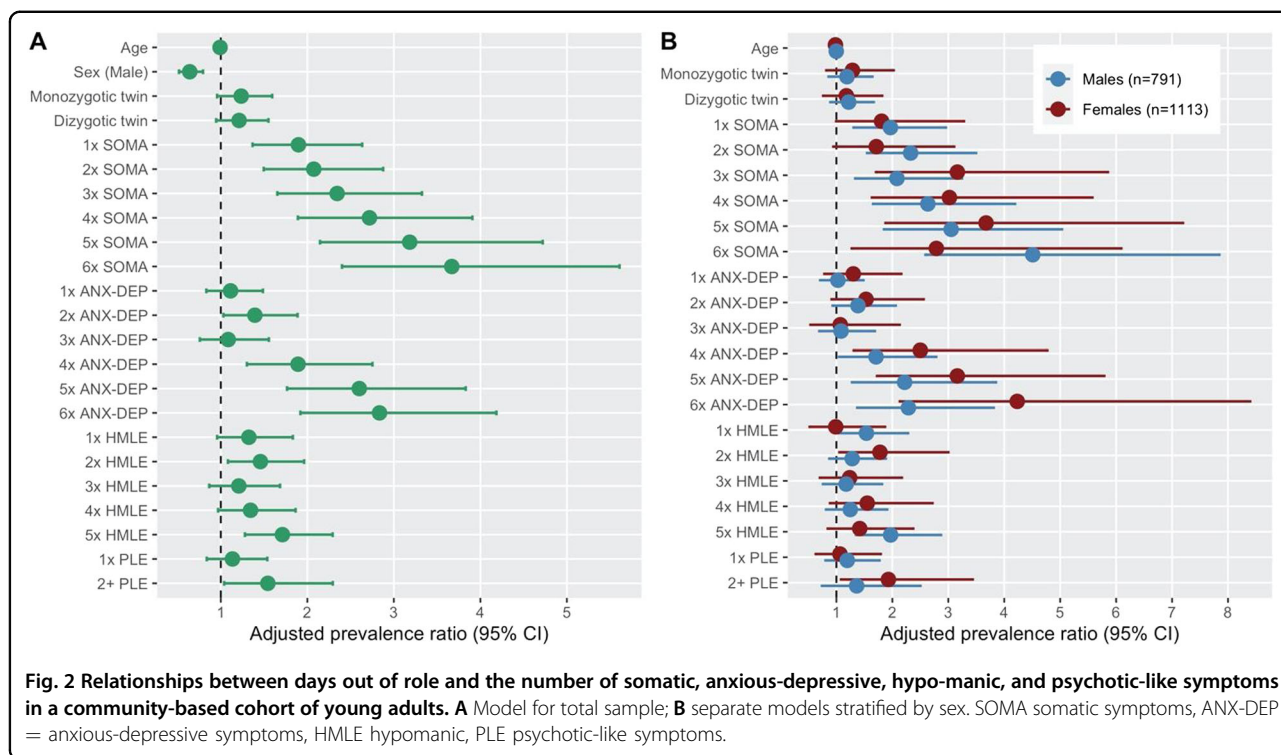 A
Age
Sex (Male)
Monozygotic twin
Dizygotic twin
1x SOMA
2x SOMA
3x SOMA
4x SOMA
5x SOMA
6x SOMA
1x ANX-DEP
2x ANX-DEP
3x ANX-DEP
4x ANX-DEP
5x ANX-DEP
6x ANX-DEP
1x HMLE
2x HMLE
3x HMLE
4x HMLE
5x HMLE
1x PLE
2+ PLE
1 2 3 4 5
Adjusted prevalence ratio (95% CI)
B
Age
Monozygotic twin
Dizygotic twin
1x SOMA
2x SOMA
3x SOMA
4x SOMA
5x SOMA
6x SOMA
1x ANX-DEP
2x ANX-DEP
3x ANX-DEP
4x ANX-DEP
5x ANX-DEP
6x ANX-DEP
1x HMLE
2x HMLE
3x HMLE
4x HMLE
5x HMLE
1x PLE
2+ PLE
Males (n=791)
Females (n=1113)
1 2 3 4 5 6 7 8
Adjusted prevalence ratio (95% CI)
Fig. 2 Relationships between days out of role and the number of somatic, anxious-depressive, hypo-manic, and psychotic-like symptoms
in a community-based cohort of young adults. A Model for total sample; B separate models stratified by sex. SOMA somatic symptoms, ANX-DEP
= anxious-depressive symptoms, HMLE hypomanic, PLE psychotic-like symptoms.